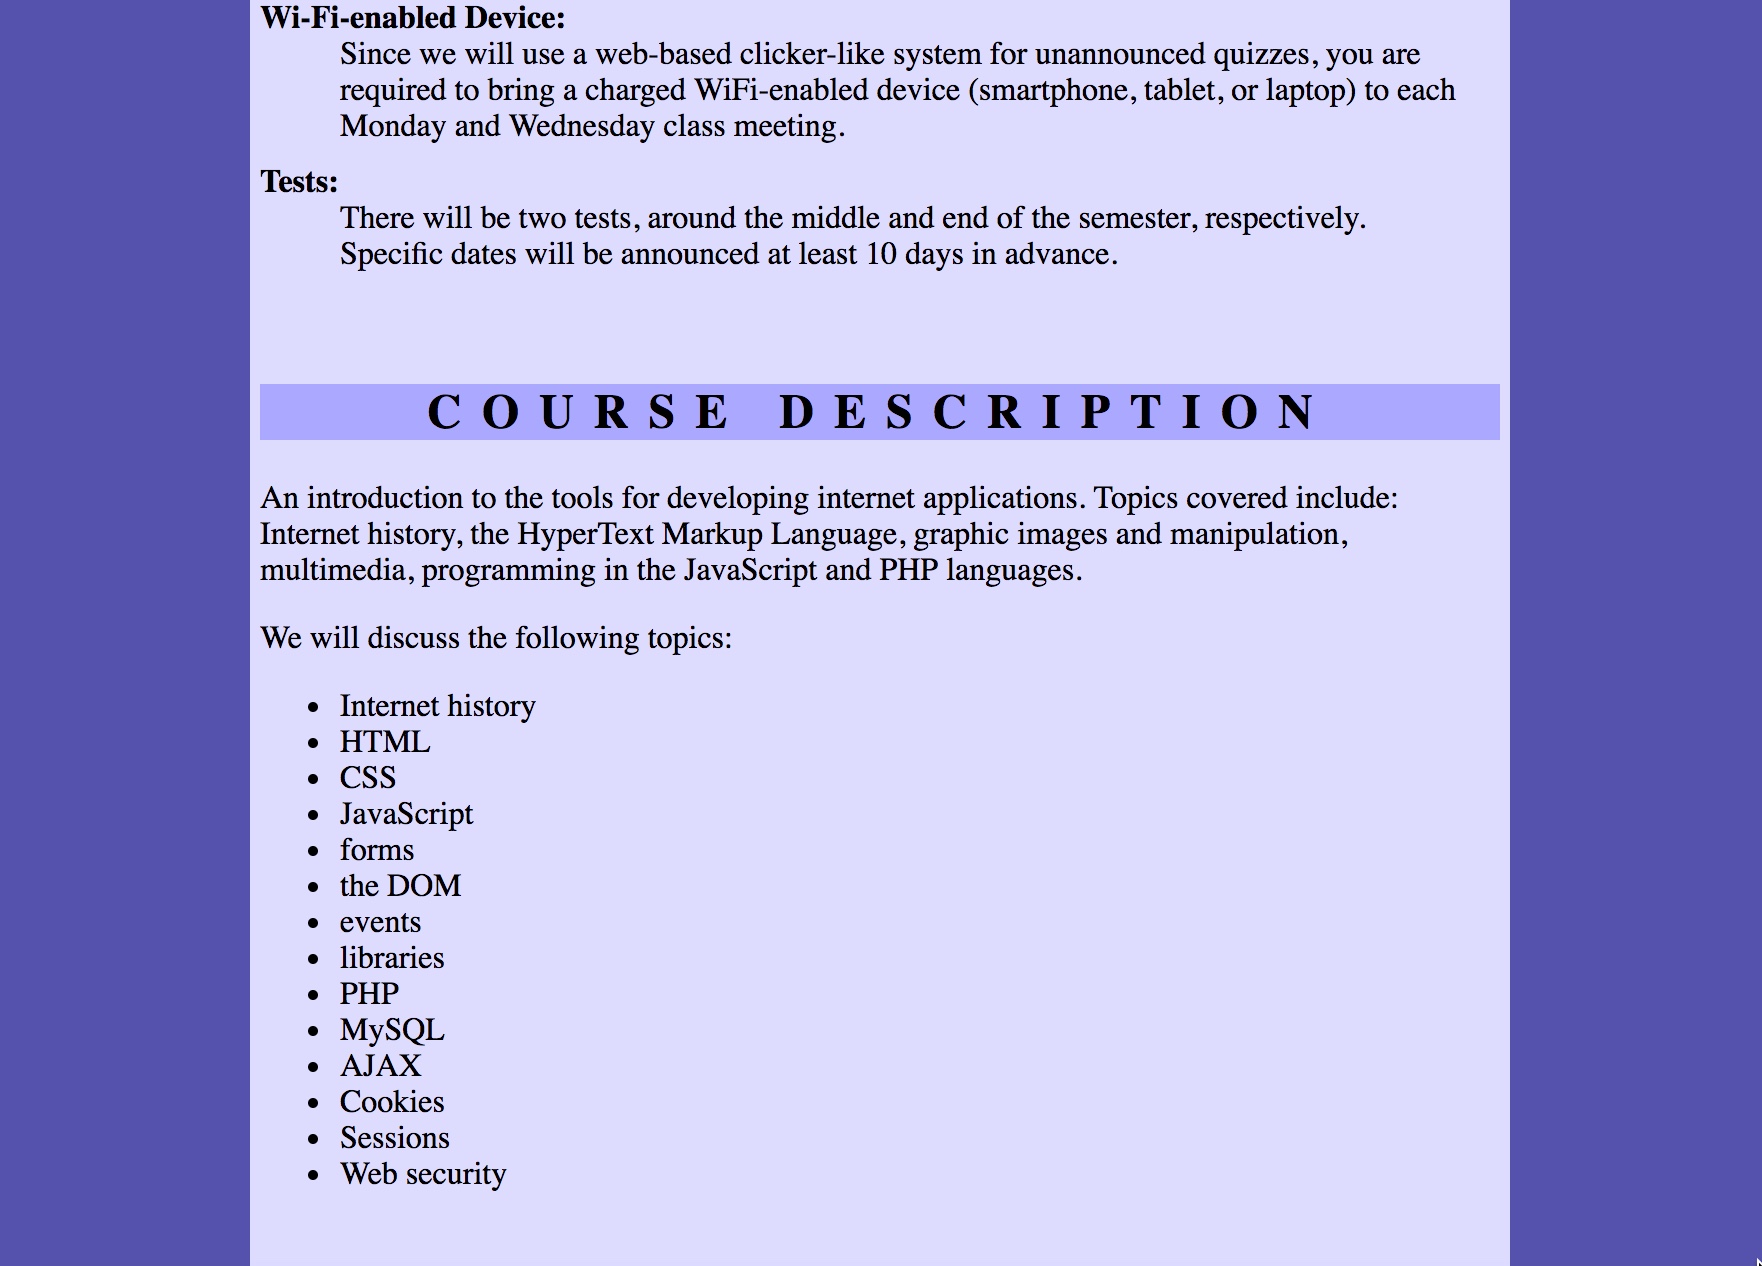 Wi-Fi-enabled Device:
Since we will use a web-based clicker-like system for unannounced quizzes, you are
required to bring a charged WiFi-enabled device (smartphone, tablet, or laptop) to each
Monday and Wednesday class meeting.
Tests:
There will be two tests, around the middle and end of the semester, respectively.
Specific dates will be announced at least 10 days in advance.
COURSE DESCRIPTION
An introduction to the tools for developing internet applications. Topics covered include:
Internet history, the HyperText Markup Language, graphic images and manipulation,
multimedia, programming in the JavaScript and PHP languages.
We will discuss the following topics:
• Internet history
• HTML
• CSS
• JavaScript
• forms
• the DOM
• events
• libraries
• PHP
• MySQL
• AJAX
• Cookies
• Sessions
• Web security